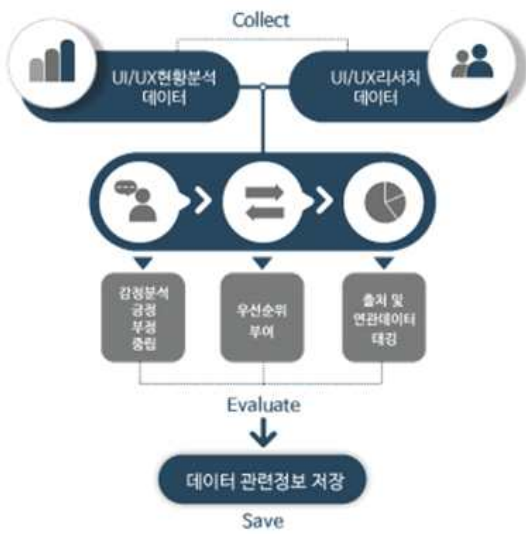 Collect
UI/UX현황분석
데이터
UI/UX리서치
데이터
감정분석
긍정
부정
중립
우선순위
부여
출처 및
연관데이터
태깅
Evaluate
데이터 관련정보 저장
Save